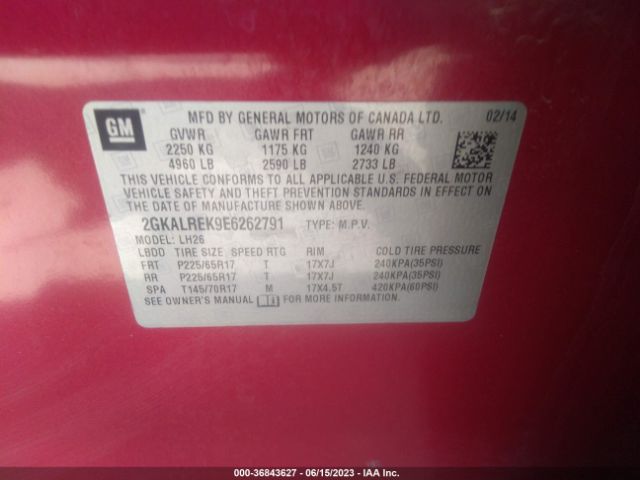 GM MFD BY GENERAL MOTORS OF CANADA LTD. 02/14
GVWR GAWR FRT GAWR RR
2250 KG 1175 KG 1240 KG
4960 LB 2590 LB 2733 LB
THIS VEHICLE CONFORMS TO ALL APPLICABLE U.S. FEDERAL MOTOR
VEHICLE SAFETY AND THEFT PREVENTION STANDARDS IN EFFECT ON
THE DATE OF MANUFACTURE SHOWN ABOVE.
2GKALREK9E6262791 TYPE: M.P.V.
MODEL: LH26
LBDD TIRE SIZE SPEED RTG RIM COLD TIRE PRESSURE
FRT P225/65R17 T 17X7J 240KPA(35PSI)
RR P225/65R17 T 17X7J 240KPA(35PSI)
SPA T145/70R17 M 17X4.5T 420KPA(60PSI)
SEE OWNER'S MANUAL FOR MORE INFORMATION.
000-36843627 - 06/15/2023 - IAAI.COM